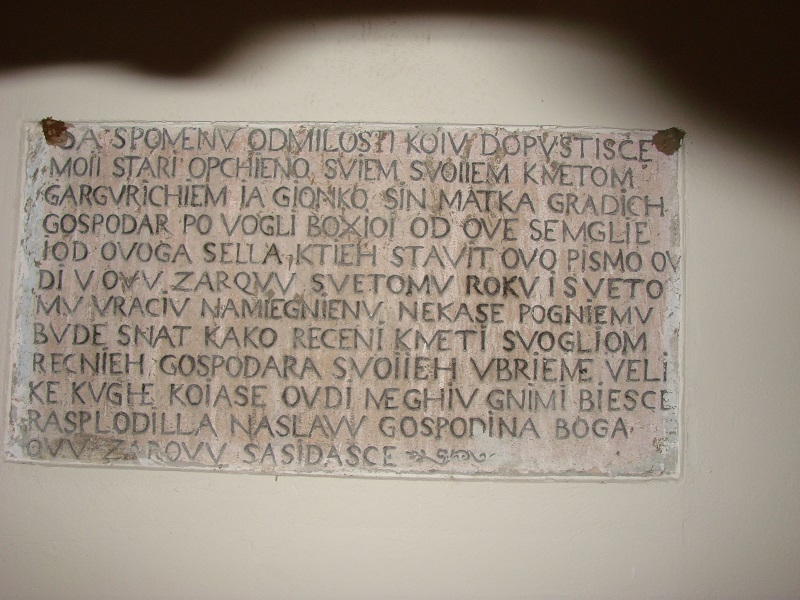 SA SPOMENV ODMILOSTI KOIV DOPVSTISCE
MOII STARI OPCHIENO SVIEM SVOIIEM KMETOM
GARGVRICHIEM IA GIONKO SIN MATKA GRADICH
GOSPODAR PO VOGLI BOXIOI OD OVE SEMGLIE
IOD OVOGA SELLA, KTIEH STAVIT OVO PISMO OV
DI V OVV ZARQVV SVETOMV ROKV I SVETO
MV VRACIV NAMIEGNIENV NEKASE POGNIEMV
BVDE SNAT KAKO RECENI KMETI SVOGLIOM
RECNIEH GOSPODARA SVOIIEH VBRIEME VELI
KE KVGHE KOIASE OVDI MEGHIV GNIMI BIESCE
RASPLODILLA NASLAVV GOSPODINA BOGA
OVV ZARQVV SASIDASCE